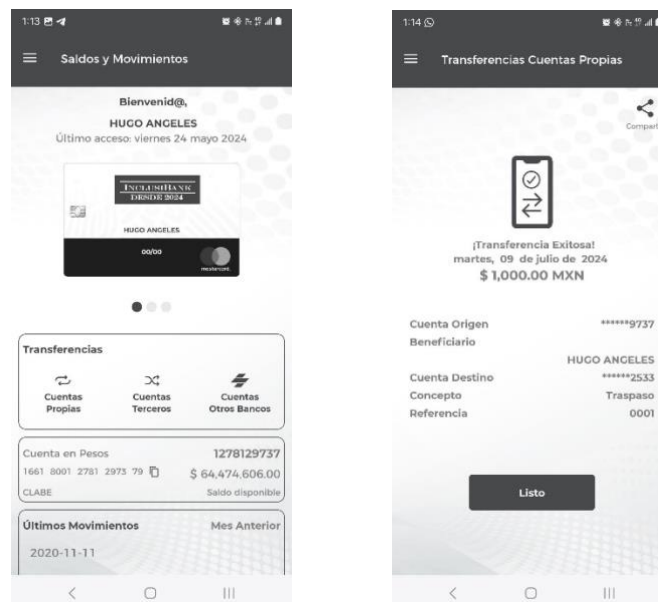 1:13
Saldos y Movimientos
Bienvenid@,
HUGO ANGELES
Último acceso: viernes 24 mayo 2024
INCLUSIBANK
DESDE 2024
HUGO ANGELES
00/00
mastercard.
Transferencias
Cuentas Propias
Cuentas Terceros
Cuentas Otros Bancos
Cuenta en Pesos 1278129737
1661 8001 2781 2973 79 $ 64,474,606.00
CLABE Saldo disponible
Últimos Movimientos Mes Anterior
2020-11-11
1:14
Transferencias Cuentas Propias
Compart
¡Transferencia Exitosa!
martes, 09 de julio de 2024
$ 1,000.00 MXN
Cuenta Origen ******9737
Beneficiario
HUGO ANGELES
Cuenta Destino ******2533
Concepto Traspaso
Referencia 0001
Listo